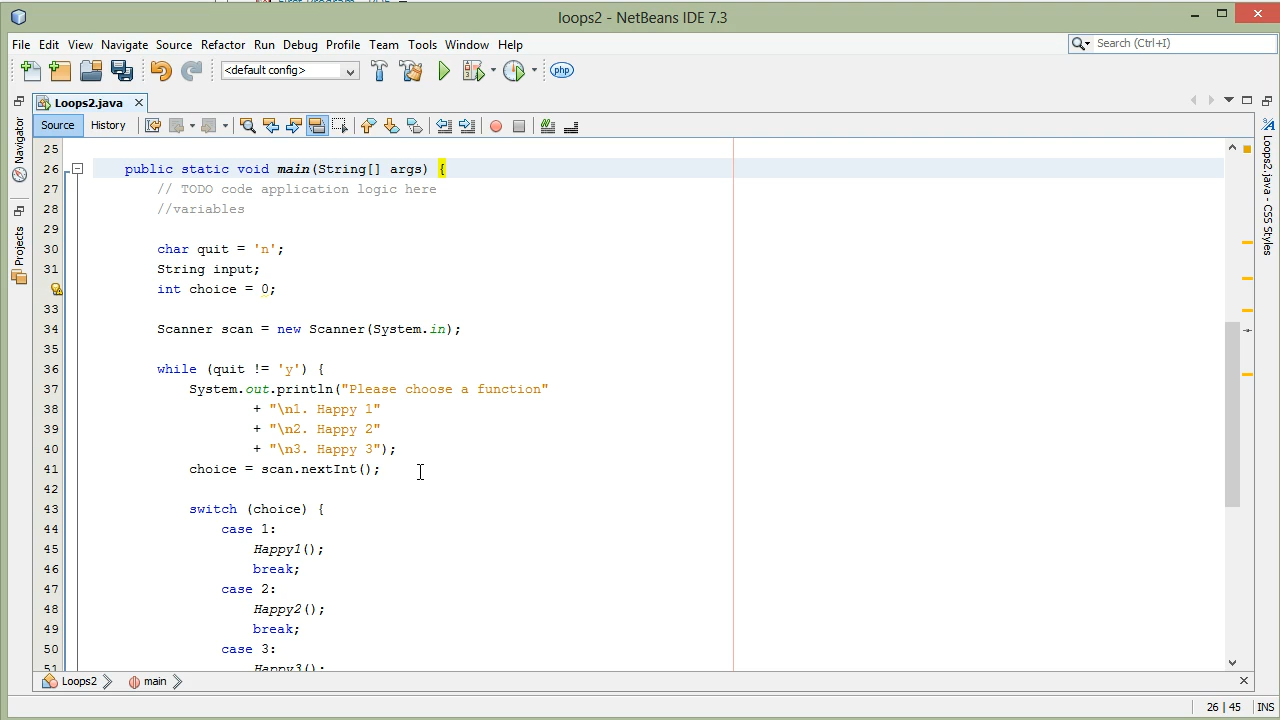 loops2 - NetBeans IDE 7.3
File Edit View Navigate Source Refactor Run Debug Profile Team Tools Window Help
Search (Ctrl+I)
<default config>
php
Loops2.java
Source History
Navigator
Projects
Loops2.java - CSS Styles
25
26 public static void main(String[] args) {
27 // TODO code application logic here
28 //variables
29
30 char quit = 'n';
31 String input;
int choice = 0;
33
34 Scanner scan = new Scanner(System.in);
35
36 while (quit != 'y') {
37 System.out.println("Please choose a function"
38 + "\n1. Happy 1"
39 + "\n2. Happy 2"
40 + "\n3. Happy 3");
41 choice = scan.nextInt();
42
43 switch (choice) {
44 case 1:
45 Happy1();
46 break;
47 case 2:
48 Happy2();
49 break;
50 case 3:
51 Happy3();
Loops2 main
26 | 45 INS